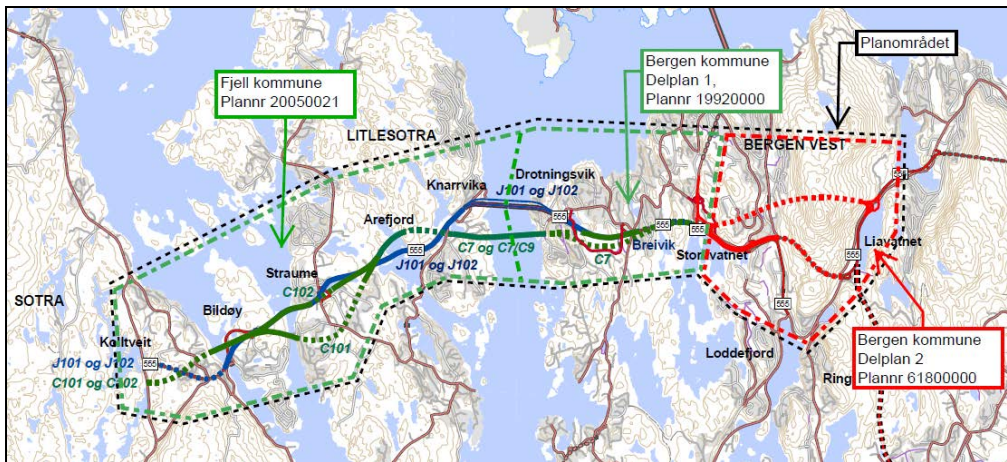 Planområdet
Bergen kommune
Delplan 1,
Plannr 19920000
Fjell kommune
Plannr 20050021
LITLESOTRA
BERGEN VEST
Drotningsvik
J101 og J102
Knarrvika
555
555
Arefjord
555
555
Breivik
Liavatnet
C7 og C7/C9
C7
555
J101 og J102
Straume
C102
SOTRA
Bildøy
555
Kolltveit
C101
Loddefjord
Bergen kommune
Delplan 2
Plannr 61800000
555
J101 og J102
C101 og C102
Ring